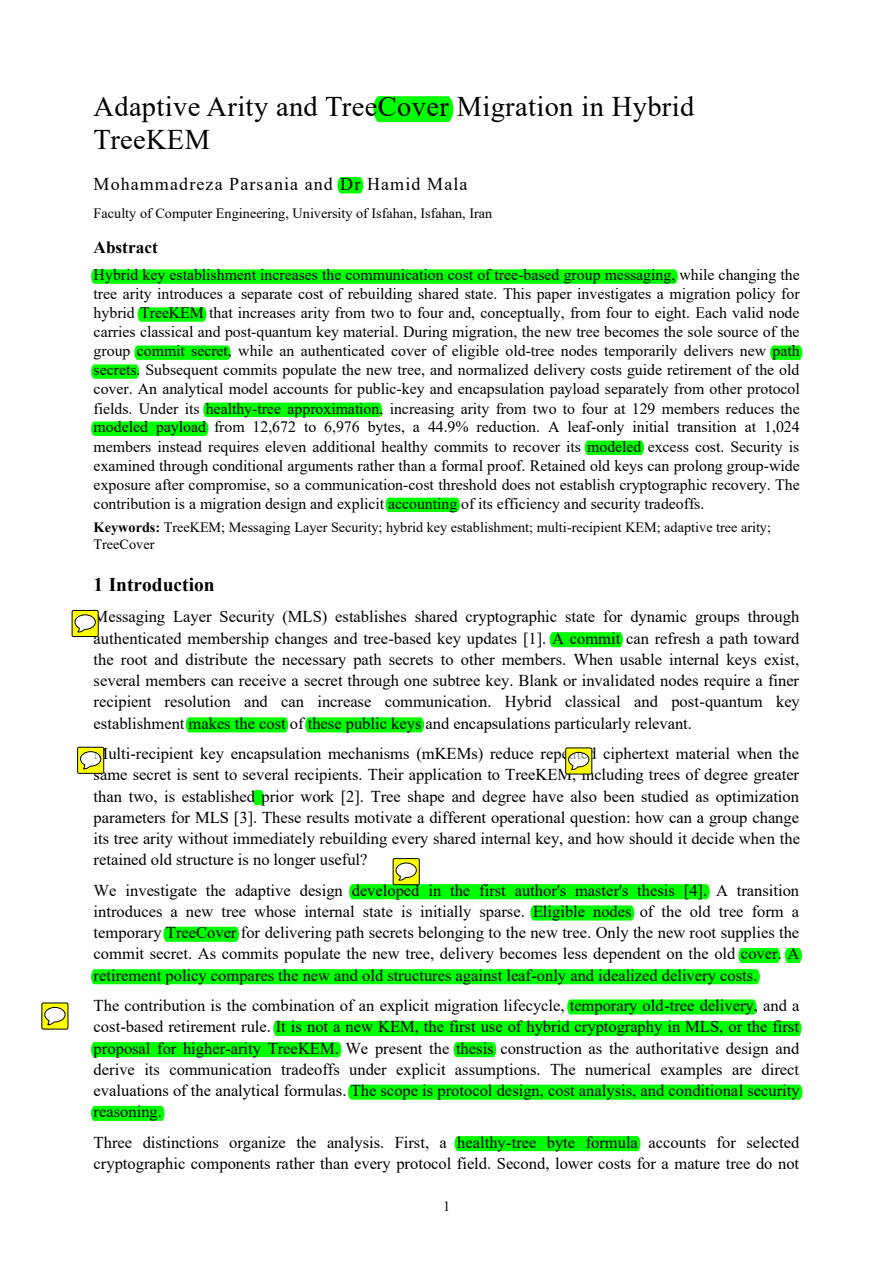 Adaptive Arity and TreeCover Migration in Hybrid
TreeKEM
Mohammadreza Parsania and Dr Hamid Mala
Faculty of Computer Engineering, University of Isfahan, Isfahan, Iran
Abstract
Hybrid key establishment increases the communication cost of tree-based group messaging, while changing the
tree arity introduces a separate cost of rebuilding shared state. This paper investigates a migration policy for
hybrid TreeKEM that increases arity from two to four and, conceptually, from four to eight. Each valid node
carries classical and post-quantum key material. During migration, the new tree becomes the sole source of the
group commit secret, while an authenticated cover of eligible old-tree nodes temporarily delivers new path
secrets. Subsequent commits populate the new tree, and normalized delivery costs guide retirement of the old
cover. An analytical model accounts for public-key and encapsulation payload separately from other protocol
fields. Under its healthy-tree approximation, increasing arity from two to four at 129 members reduces the
modeled payload from 12,672 to 6,976 bytes, a 44.9% reduction. A leaf-only initial transition at 1,024
members instead requires eleven additional healthy commits to recover its modeled excess cost. Security is
examined through conditional arguments rather than a formal proof. Retained old keys can prolong group-wide
exposure after compromise, so a communication-cost threshold does not establish cryptographic recovery. The
contribution is a migration design and explicit accounting of its efficiency and security tradeoffs.
Keywords: TreeKEM; Messaging Layer Security; hybrid key establishment; multi-recipient KEM; adaptive tree arity;
TreeCover
1 Introduction
Messaging Layer Security (MLS) establishes shared cryptographic state for dynamic groups through
authenticated membership changes and tree-based key updates [1]. A commit can refresh a path toward
the root and distribute the necessary path secrets to other members. When usable internal keys exist,
several members can receive a secret through one subtree key. Blank or invalidated nodes require a finer
recipient resolution and can increase communication. Hybrid classical and post-quantum key
establishment makes the cost of these public keys and encapsulations particularly relevant.
Multi-recipient key encapsulation mechanisms (mKEMs) reduce repeated ciphertext material when the
same secret is sent to several recipients. Their application to TreeKEM, including trees of degree greater
than two, is established prior work [2]. Tree shape and degree have also been studied as optimization
parameters for MLS [3]. These results motivate a different operational question: how can a group change
its tree arity without immediately rebuilding every shared internal key, and how should it decide when the
retained old structure is no longer useful?
We investigate the adaptive design developed in the first author's master's thesis [4]. A transition
introduces a new tree whose internal state is initially sparse. Eligible nodes of the old tree form a
temporary TreeCover for delivering path secrets belonging to the new tree. Only the new root supplies the
commit secret. As commits populate the new tree, delivery becomes less dependent on the old cover. A
retirement policy compares the new and old structures against leaf-only and idealized delivery costs.
The contribution is the combination of an explicit migration lifecycle, temporary old-tree delivery, and a
cost-based retirement rule. It is not a new KEM, the first use of hybrid cryptography in MLS, or the first
proposal for higher-arity TreeKEM. We present the thesis construction as the authoritative design and
derive its communication tradeoffs under explicit assumptions. The numerical examples are direct
evaluations of the analytical formulas. The scope is protocol design, cost analysis, and conditional security
reasoning.
Three distinctions organize the analysis. First, a healthy-tree byte formula accounts for selected
cryptographic components rather than every protocol field. Second, lower costs for a mature tree do not
1